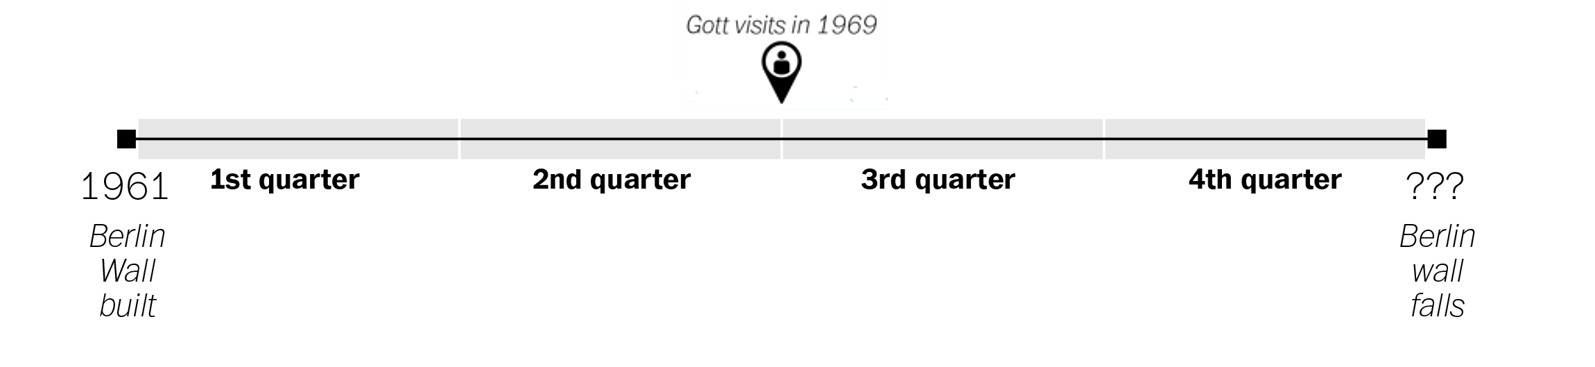 Gott visits in 1969
1st quarter
2nd quarter
3rd quarter
4th quarter
1961
Berlin
Wall
built
???
Berlin
wall
falls